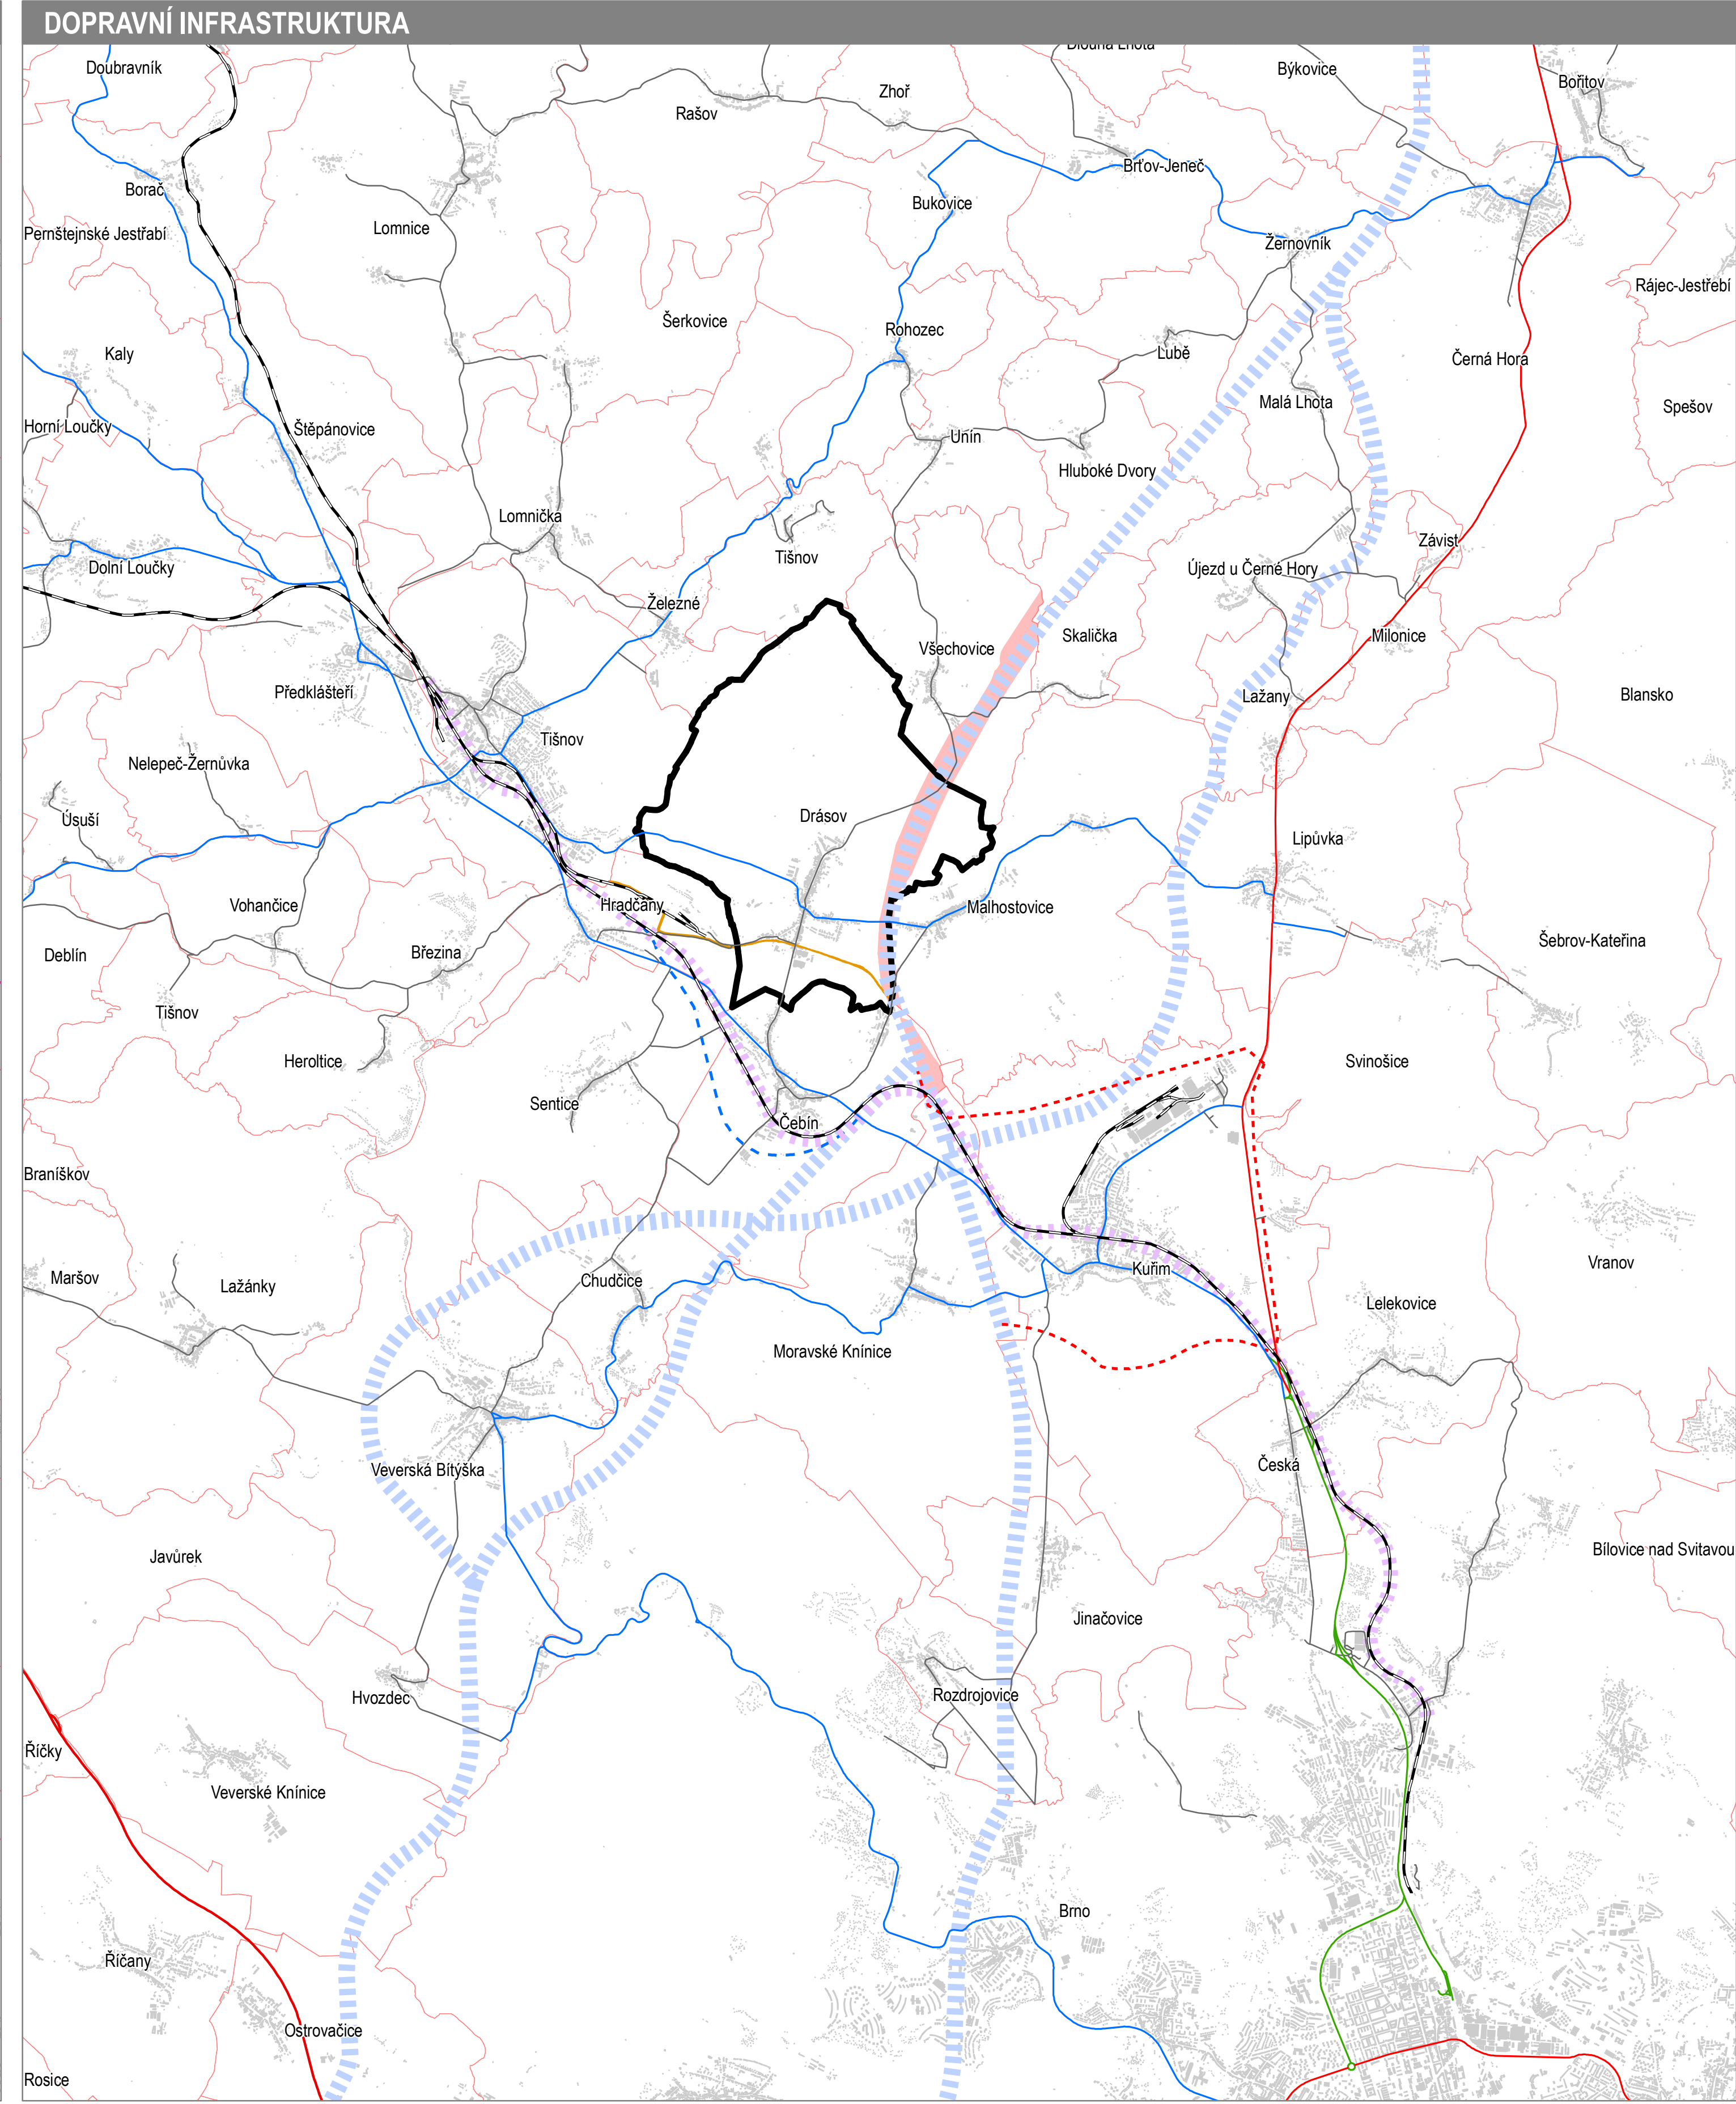 DOPRAVNÍ INFRASTRUKTURA
Dlouhá Lhota
Doubravník
Býkovice
Bořitov
Zhoř
Rašov
Brťov-Jeneč
Borač
Bukovice
Lomnice
Pernštejnské Jestřabí
Žernovník
Rájec-Jestřebí
Šerkovice
Rohozec
Kaly
Lubě
Černá Hora
Malá Lhota
Spešov
Horní Loučky
Štěpánovice
Unín
Hluboké Dvory
Lomnička
Závist
Tišnov
Dolní Loučky
Újezd u Černé Hory
Železné
Skalička
Milonice
Všechovice
Předklášteří
Lažany
Blansko
Tišnov
Nelepeč-Žernůvka
Drásov
Úsuší
Lipůvka
Vohančice
Hradčany
Malhostovice
Šebrov-Kateřina
Březina
Deblín
Tišnov
Heroltice
Svinošice
Sentice
Čebín
Braníškov
Vranov
Kuřim
Maršov
Lažánky
Chudčice
Lelekovice
Moravské Knínice
Česká
Veverská Bítýška
Bílovice nad Svitavou
Javůrek
Jinačovice
Rozdrojovice
Hvozdec
Říčky
Veverské Knínice
Brno
Říčany
Ostrovačice
Rosice